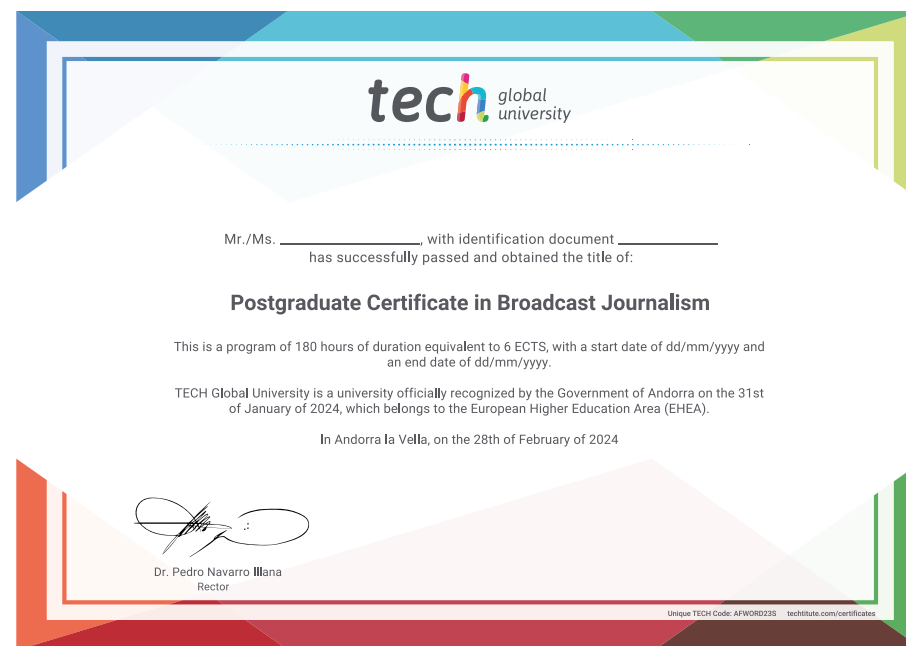 tech global
university
Mr./Ms. ____________, with identification document ____________
has successfully passed and obtained the title of:
Postgraduate Certificate in Broadcast Journalism
This is a program of 180 hours of duration equivalent to 6 ECTS, with a start date of dd/mm/yyyy and
an end date of dd/mm/yyyy.
TECH Global University is a university officially recognized by the Government of Andorra on the 31st
of January of 2024, which belongs to the European Higher Education Area (EHEA).
In Andorra la Vella, on the 28th of February of 2024
Dr. Pedro Navarro Illana
Rector
Unique TECH Code: AFWORD23S techtitute.com/certificates